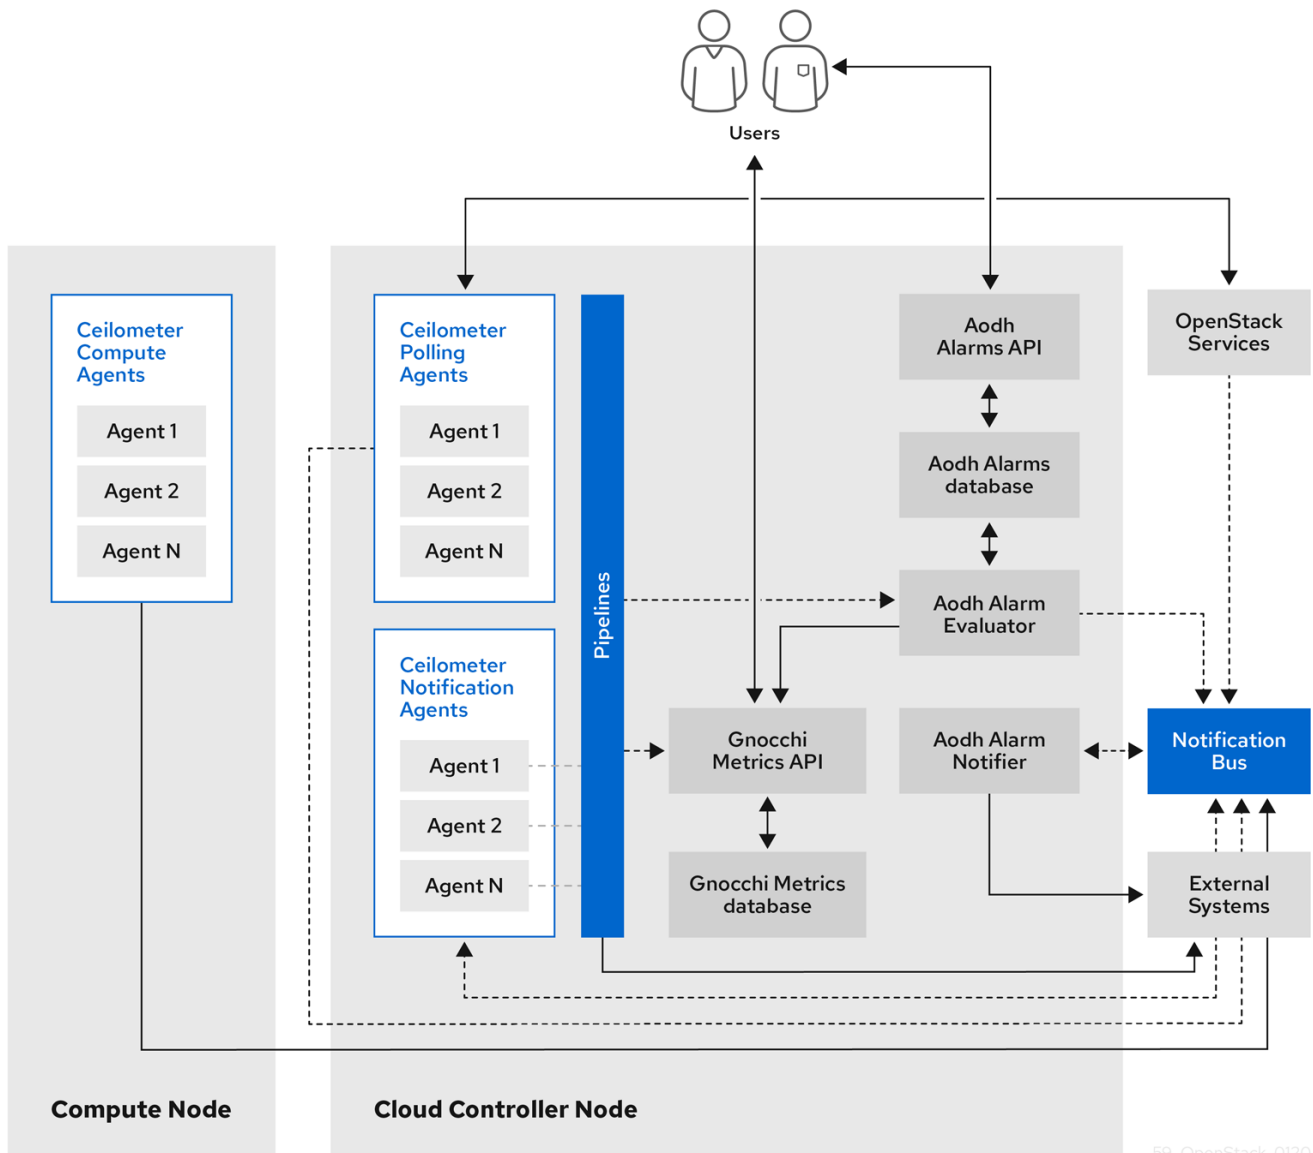 Users
Ceilometer
Compute
Agents
Agent 1
Agent 2
Agent N
Compute Node
Ceilometer
Polling
Agents
Agent 1
Agent 2
Agent N
Ceilometer
Notification
Agents
Agent 1
Agent 2
Agent N
Pipelines
Gnocchi
Metrics API
Gnocchi Metrics
database
Aodh
Alarms API
Aodh Alarms
database
Aodh Alarm
Evaluator
Aodh Alarm
Notifier
Cloud Controller Node
OpenStack
Services
Notification
Bus
External
Systems